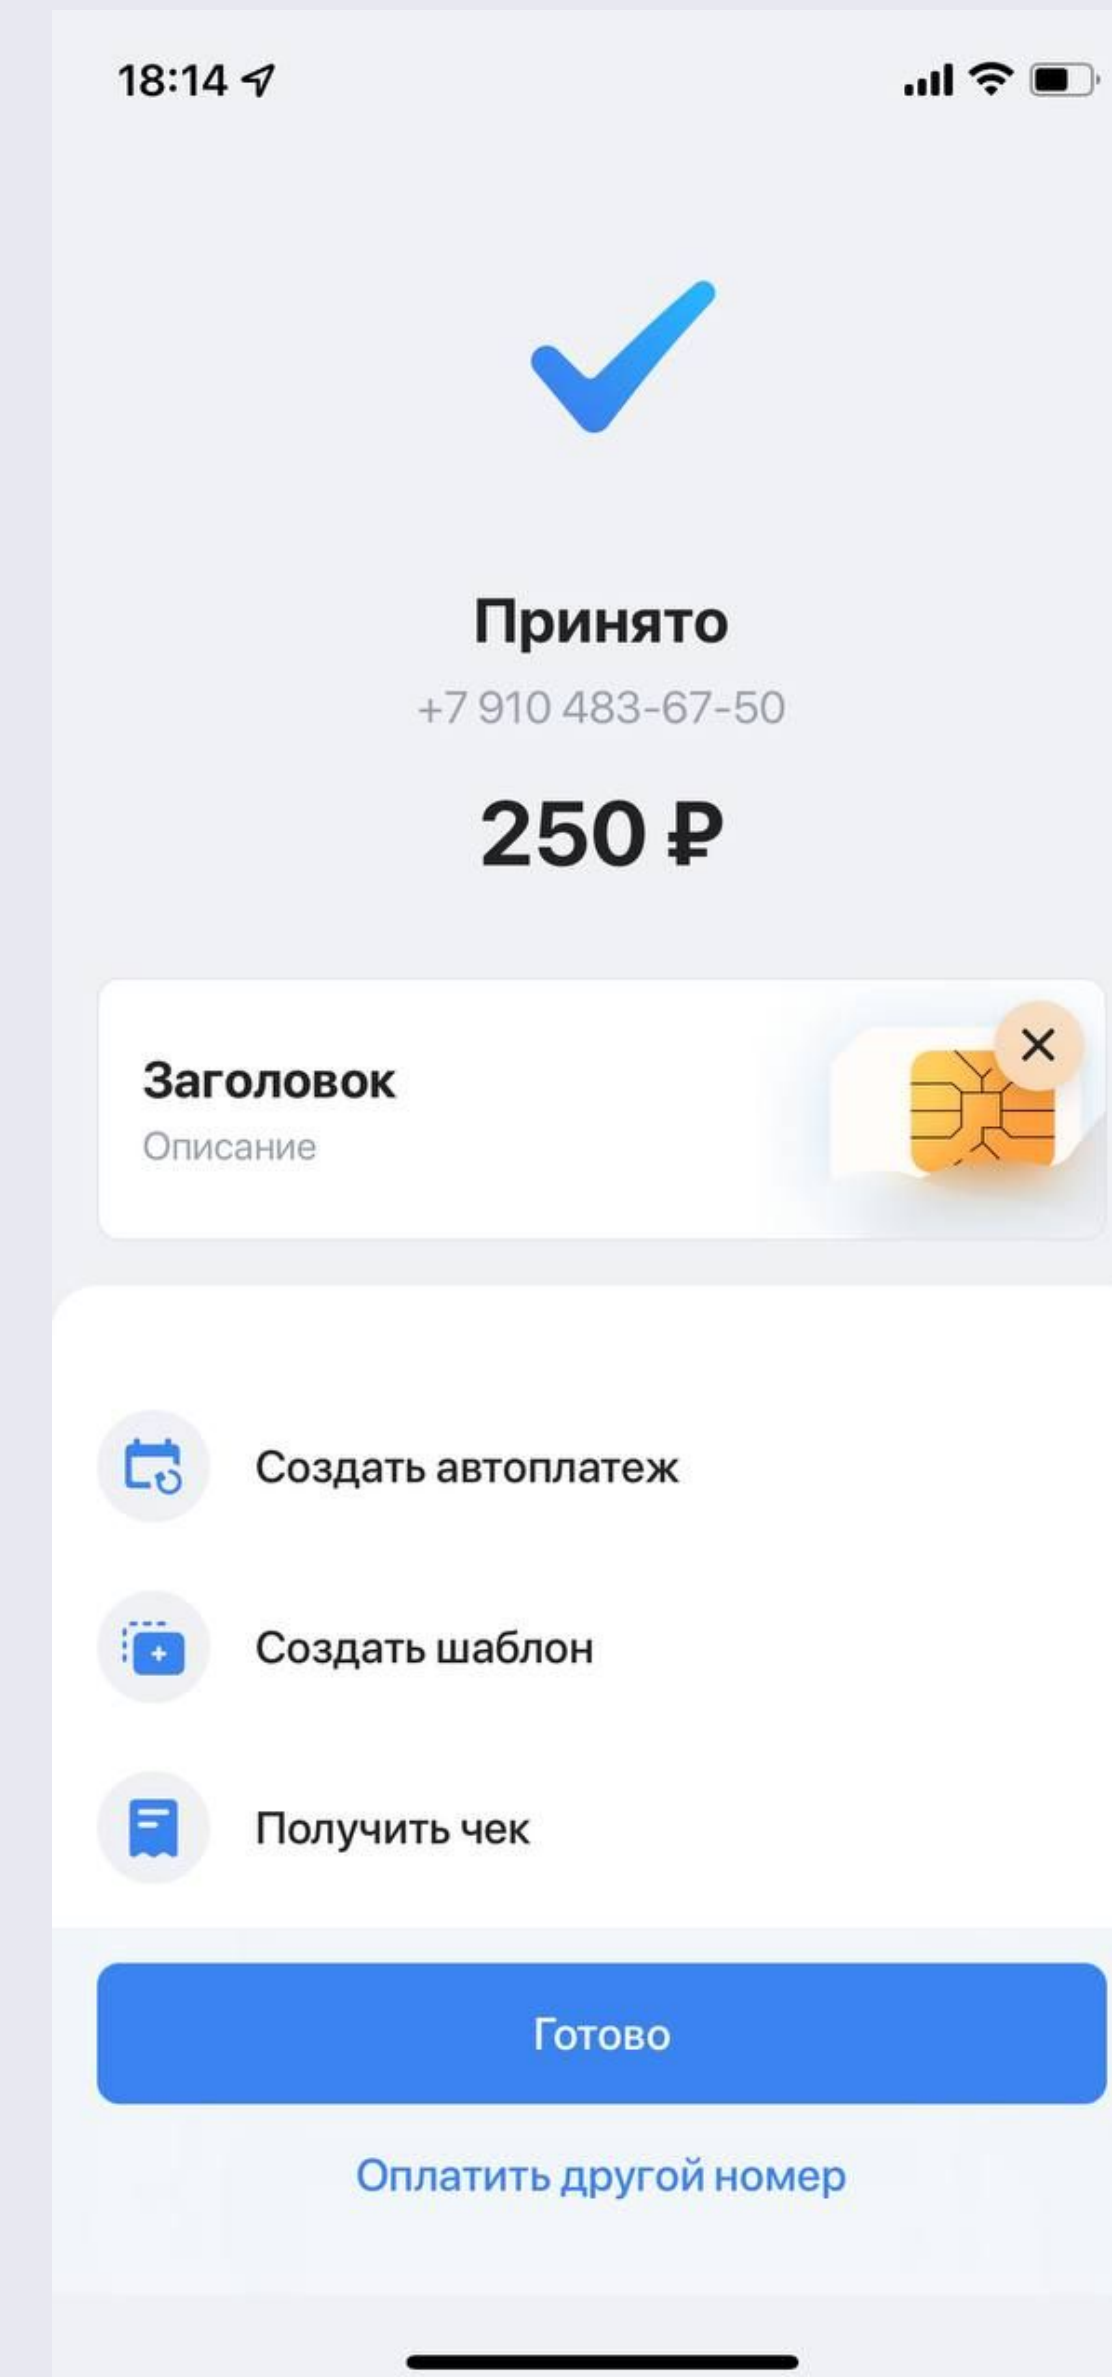 18:14
Принято
+7 910 483-67-50
250 ₽
Заголовок
Описание
Создать автоплатеж
Создать шаблон
Получить чек
Готово
Оплатить другой номер